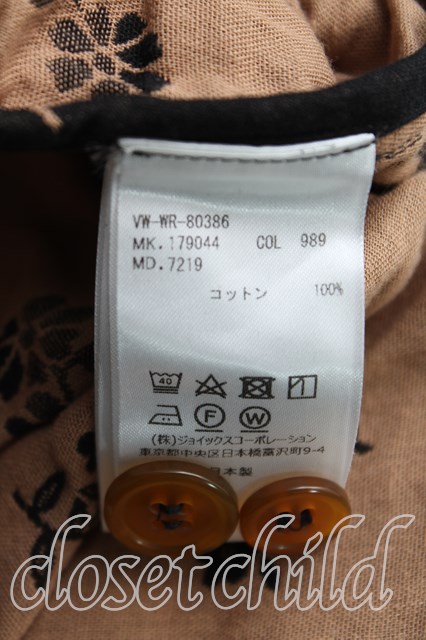 VW-WR-80386
MK. 179044 COL 989
MD. 7219
コットン 100%
40
F W
(株)ジョイックスコーポレーション
東京都中央区日本橋富沢町9-4
日本製
closetchild